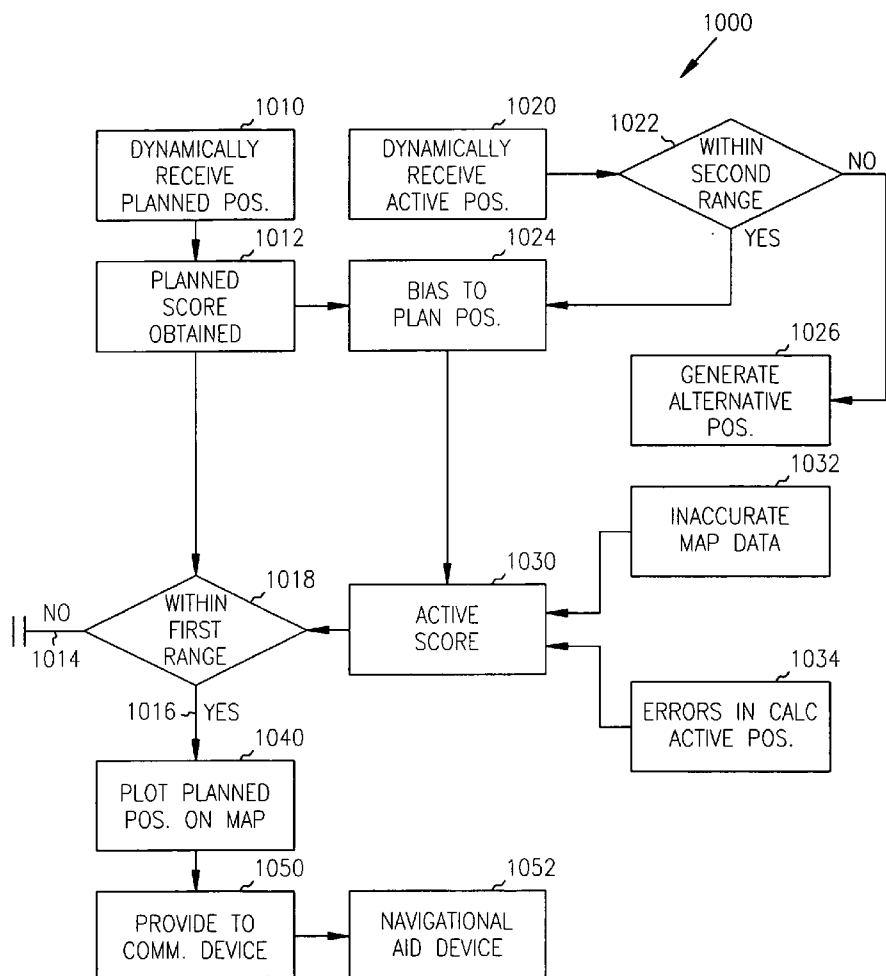 1000
1010
DYNAMICALLY
RECEIVE
PLANNED POS.
1020
DYNAMICALLY
RECEIVE
ACTIVE POS.
1022
WITHIN
SECOND
RANGE
NO
YES
1012
PLANNED
SCORE
OBTAINED
1024
BIAS TO
PLAN POS.
1026
GENERATE
ALTERNATIVE
POS.
1032
INACCURATE
MAP DATA
1018
WITHIN
FIRST
RANGE
NO
1014
1030
ACTIVE
SCORE
1034
ERRORS IN CALC
ACTIVE POS.
1016
YES
1040
PLOT PLANNED
POS. ON MAP
1050
PROVIDE TO
COMM. DEVICE
1052
NAVIGATIONAL
AID DEVICE